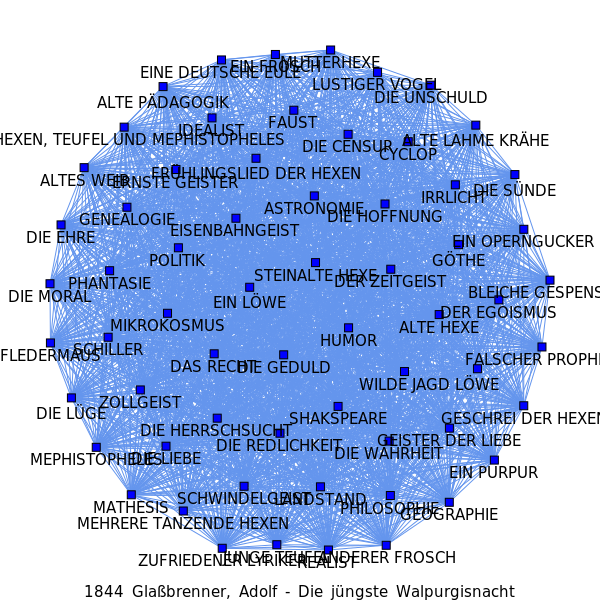 MUTTERHEXE
EIN FROSCH
EINE DEUTSCHE EULE
LUSTIGER VOGEL
DIE UNSCHULD
ALTE PÄDAGOGIK
FAUST
IDEALIST
HEXEN, TEUFEL UND MEPHISTOPHELES
DIE CENSUR
ALTE LAHME KRÄHE
CYCLOP
FRÜHLINGSLIED DER HEXEN
ALTES WEIB
ERNSTE GEISTER
DIE SÜNDE
IRRLICHT
ASTRONOMIE
DIE HOFFNUNG
GENEALOGIE
EISENBAHNGEIST
DIE EHRE
EIN OPERNGUCKER
POLITIK
GÖTHE
STEINALTE HEXE
DER ZEITGEIST
PHANTASIE
BLEICHE GESPENS
DIE MORAL
EIN LÖWE
DER EGOISMUS
MIKROKOSMUS
ALTE HEXE
HUMOR
SCHILLER
FLEDERMAUS
FALSCHER PROPHE
DAS RECHT
DIE GEDULD
WILDE JAGD
LÖWE
ZOLLGEIST
DIE LÜGE
SHAKSPEARE
GESCHREI DER HEXEN
DIE HERRSCHSUCHT
GEISTER DER LIEBE
DIE REDLICHKEIT
DIE WAHRHEIT
MEPHISTOPHELES
DIE LIEBE
EIN PURPUR
SCHWINDELGEIST
LANDSTAND
MATHESIS
PHILOSOPHIE
GEOGRAPHIE
MEHRERE TANZENDE HEXEN
ZUFRIEDENER LYRIKER
JUNGE TEUFEL
ANDERER FROSCH
REALIST
1844 Glaßbrenner, Adolf - Die jüngste Walpurgisnacht